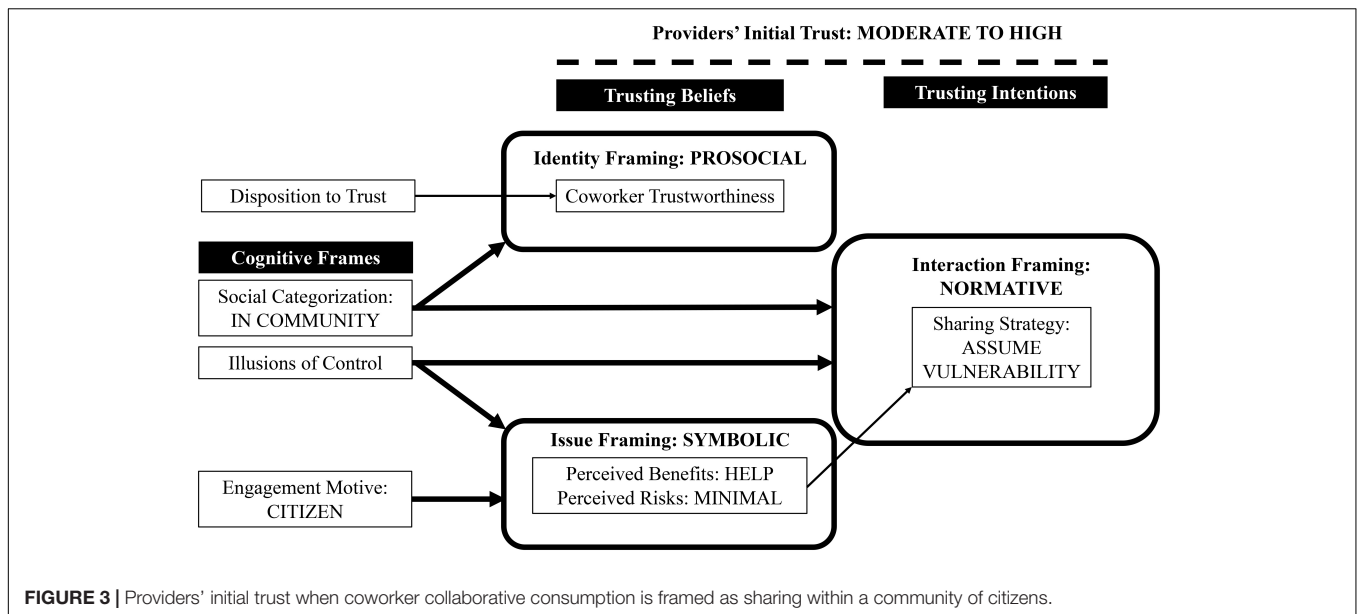 Providers' Initial Trust: MODERATE TO HIGH
Trusting Beliefs
Trusting Intentions
Identity Framing: PROSOCIAL
Disposition to Trust
Coworker Trustworthiness
Cognitive Frames
Social Categorization:
IN COMMUNITY
Interaction Framing:
NORMATIVE
Sharing Strategy:
ASSUME
VULNERABILITY
Illusions of Control
Issue Framing: SYMBOLIC
Perceived Benefits: HELP
Perceived Risks: MINIMAL
Engagement Motive:
CITIZEN
FIGURE 3 | Providers' initial trust when coworker collaborative consumption is framed as sharing within a community of citizens.